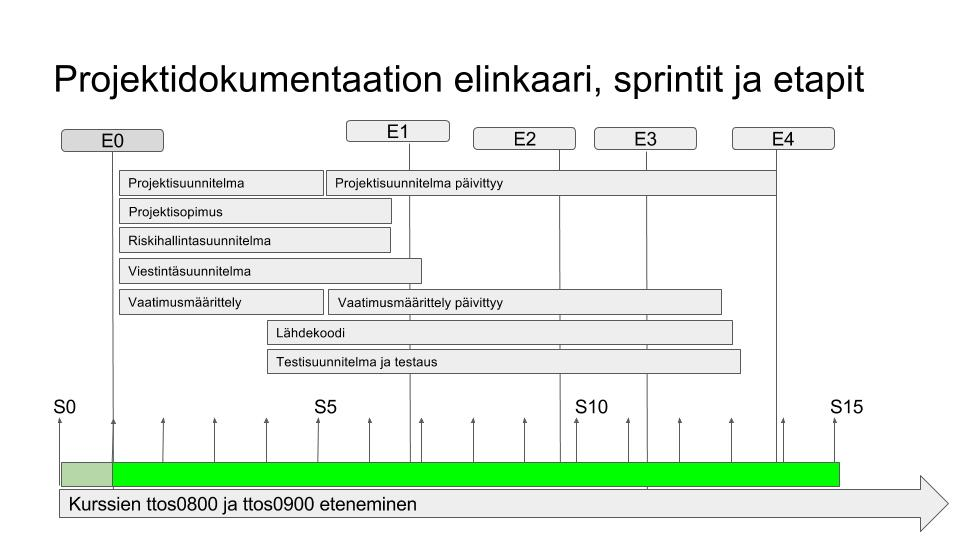 Projektidokumentaation elinkaari, sprintit ja etapit
E0
E1
E2
E3
E4
Projektisuunnitelma
Projektisuunnitelma päivittyy
Projektisopimus
Riskihallintasuunnitelma
Viestintäsuunnitelma
Vaatimusmäärittely
Vaatimusmäärittely päivittyy
Lähdekoodi
Testisuunnitelma ja testaus
S0
S5
S10
S15
Kurssien ttos0800 ja ttos0900 eteneminen